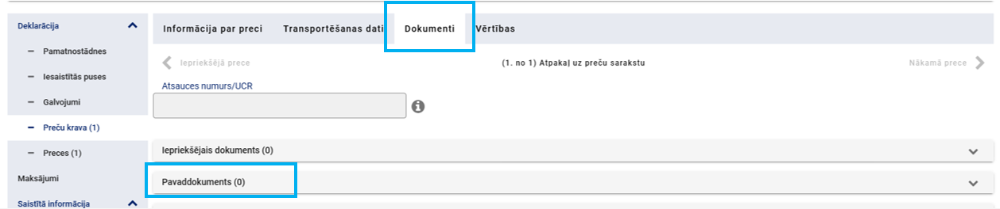 Deklarācija
Pamatnostādnes
Iesaistītās puses
Galvojumi
Preču krava (1)
Preces (1)
Maksājumi
Saistītā informācija
Informācija par preci Transportēšanas dati Dokumenti Vērtības
Iepriekšējā prece (1. no 1) Atpakaļ uz preču sarakstu Nākamā prece
Atsauces numurs/UCR
Iepriekšējais dokuments (0)
Pavaddokuments (0)